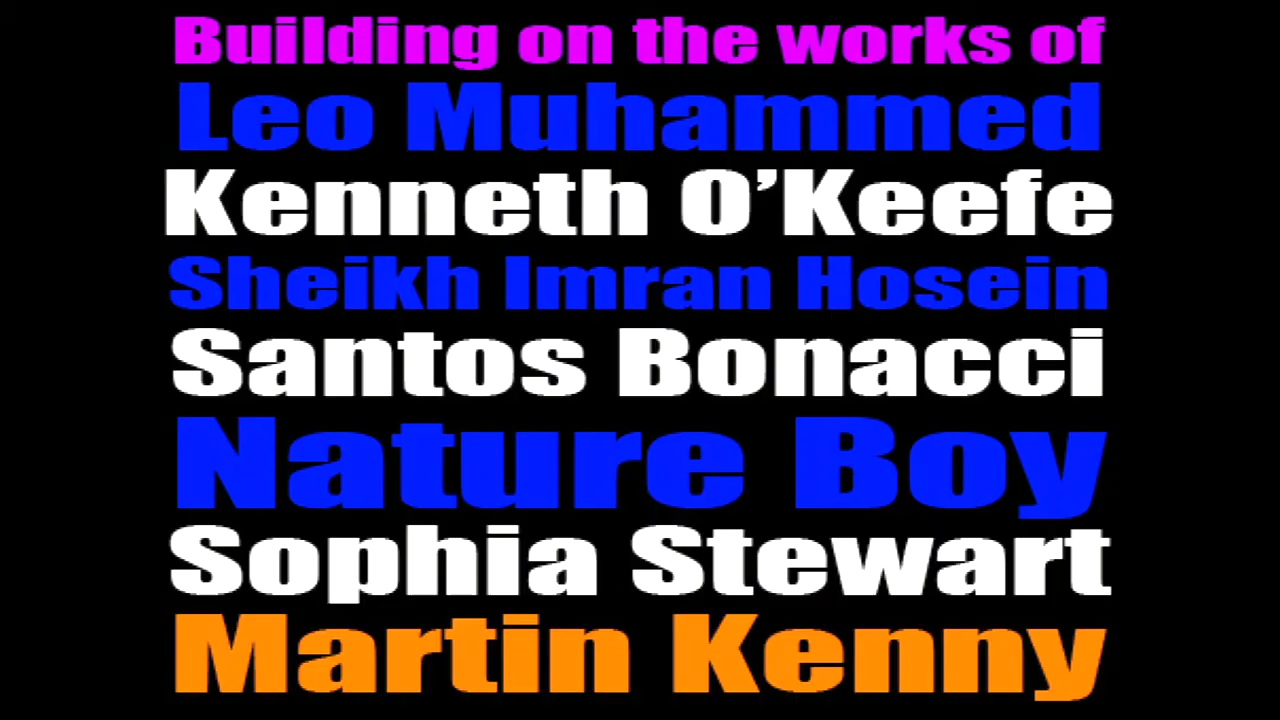 Building on the works of
Leo Muhammed
Kenneth O’Keefe
Sheikh Imran Hosein
Santos Bonacci
Nature Boy
Sophia Stewart
Martin Kenny